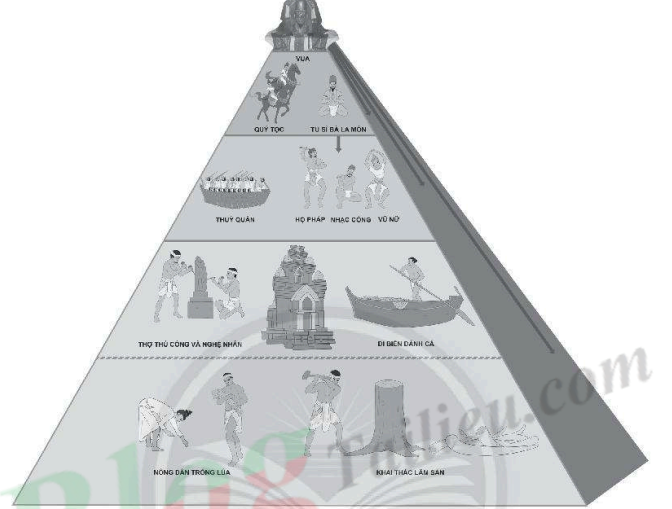 VUA
QUÝ TỘC TU SĨ BÀ LA MÔN
THUỶ QUÂN HỘ PHÁP NHẠC CÔNG VŨ NỮ
THỢ THỦ CÔNG VÀ NGHỆ NHÂN ĐI BIỂN ĐÁNH CÁ
NÔNG DÂN TRỒNG LÚA KHAI THÁC LÂM SẢN
Blog Tailieu.com